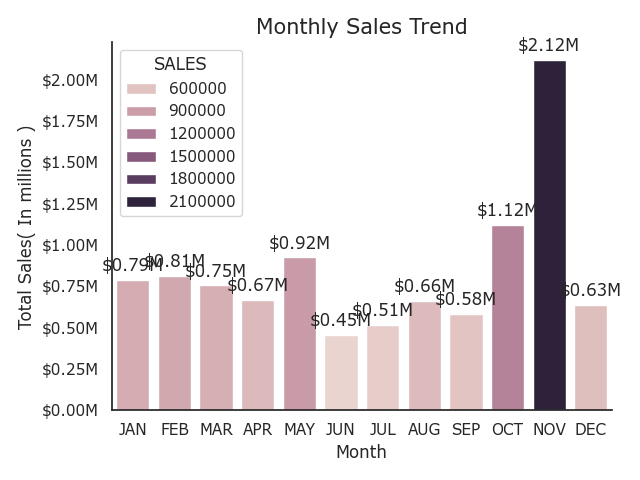 Monthly Sales Trend
SALES
600000
900000
1200000
1500000
1800000
2100000
Total Sales( In millions )
$2.00M
$1.75M
$1.50M
$1.25M
$1.00M
$0.75M
$0.50M
$0.25M
$0.00M
$0.79M
$0.81M
$0.75M
$0.67M
$0.92M
$0.45M
$0.51M
$0.66M
$0.58M
$1.12M
$2.12M
$0.63M
JAN FEB MAR APR MAY JUN JUL AUG SEP OCT NOV DEC
Month